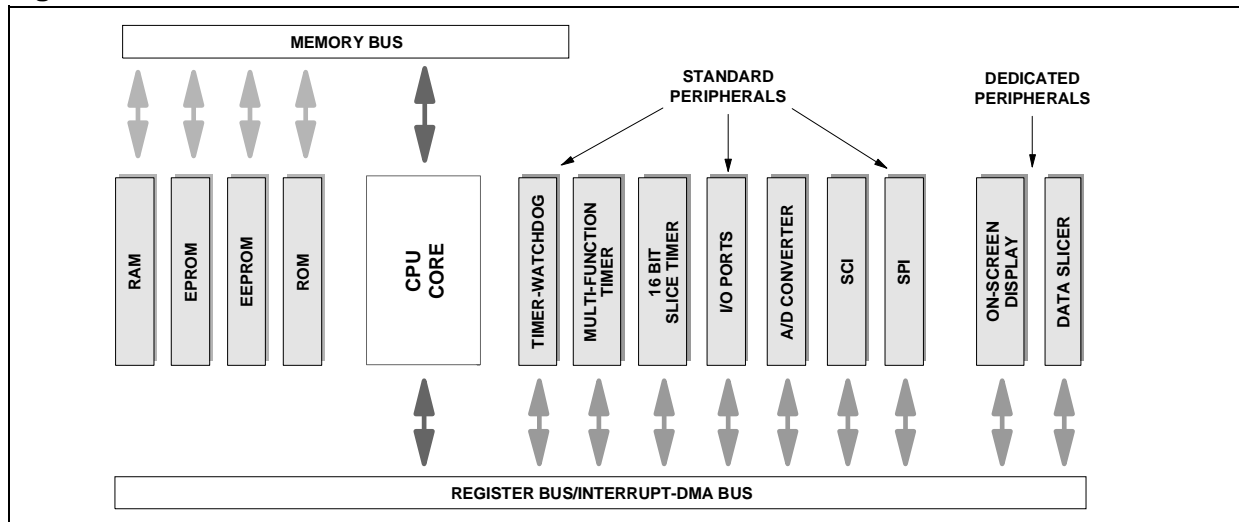 MEMORY BUS
STANDARD
PERIPHERALS
DEDICATED
PERIPHERALS
RAM
EPROM
EEPROM
ROM
CPU
CORE
TIMER-WATCHDOG
MULTI-FUNCTION
TIMER
16 BIT
SLICE TIMER
I/O PORTS
A/D CONVERTER
SCI
SPI
ON-SCREEN
DISPLAY
DATA SLICER
REGISTER BUS/INTERRUPT-DMA BUS